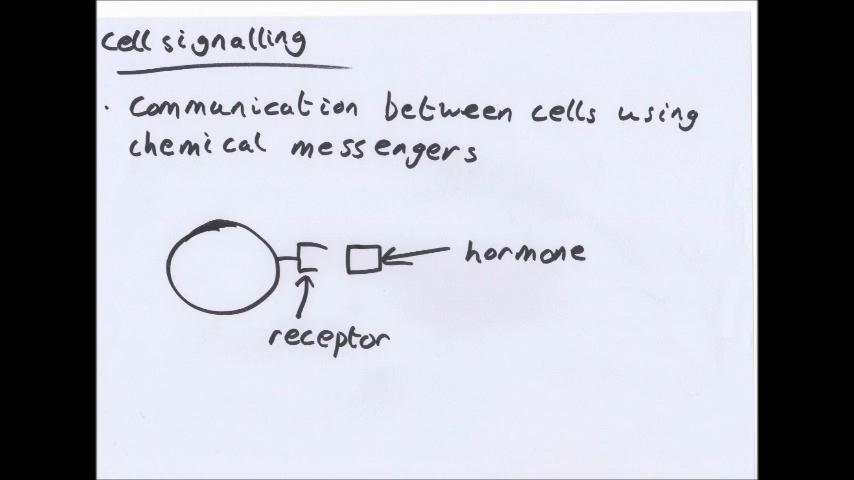 Cell signalling
· Communication between cells using
chemical messengers
hormone
receptor